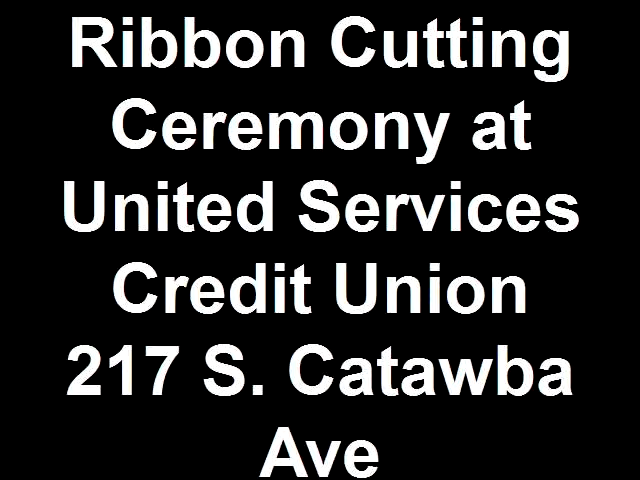 Ribbon Cutting
Ceremony at
United Services
Credit Union
217 S. Catawba
Ave